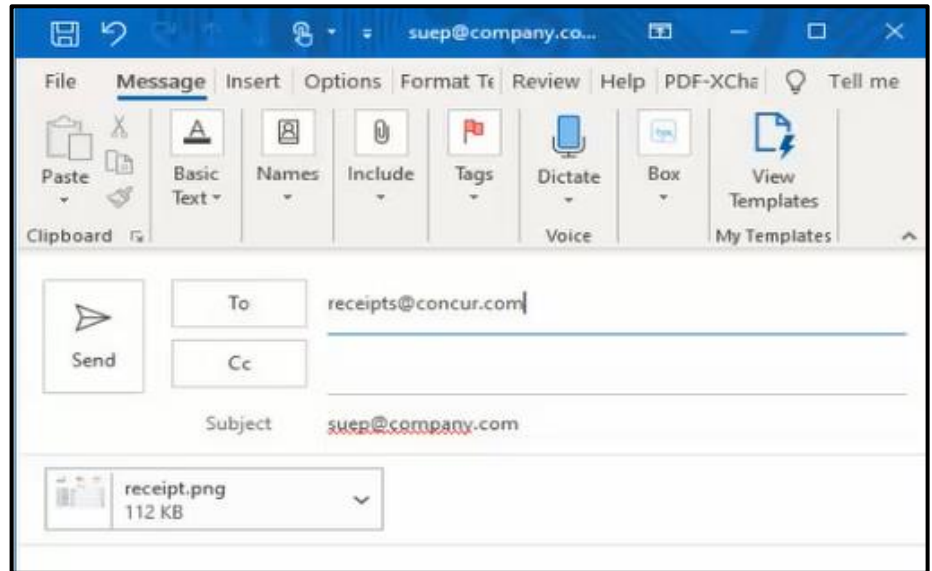 suep@company.co...
File Message Insert Options Format Te Review Help PDF-XCha Tell me
Paste Basic Text Names Include Tags Dictate Box View Templates
Clipboard Voice My Templates
To receipts@concur.com
Send
Cc
Subject suep@company.com
receipt.png
112 KB